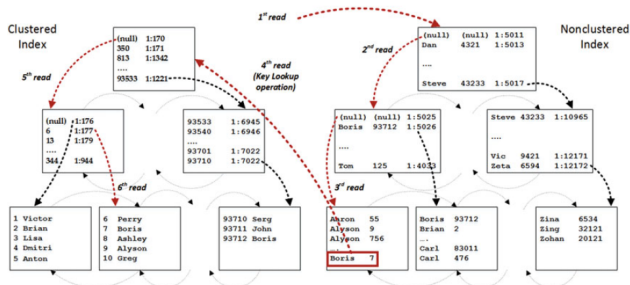 Clustered
Index
(null) 1:170
350 1:171
813 1:1342
....
93533 1:1221
1st read
(null) (null) 1:5011
Dan 4321 1:5013
....
Steve 43233 1:5017
Nonclustered
Index
2nd read
4th read
(Key Lookup
operation)
5th read
(null) 1:176
6 1:177
13 1:179
....
344 1:944
93533 1:6945
93540 1:6946
....
93701 1:7022
93710 1:7022
(null) (null) 1:5025
Boris 93712 1:5026
....
Tom 125 1:4023
Steve 43233 1:10965
....
Vic 9421 1:12171
Zeta 6594 1:12172
6th read
3rd read
1 Victor
2 Brian
3 Lisa
4 Dmitri
5 Anton
6 Perry
7 Boris
8 Ashley
9 Alyson
10 Greg
93710 Serg
93711 John
93712 Boris
Aaron 55
Alyson 9
Alyson 756
....
Boris 7
Boris 93712
Brian 2
....
Carl 83011
Carl 476
Zina 6534
Zing 32121
Zohan 20121